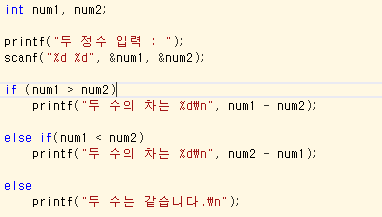 int num1, num2;
printf("두 정수 입력 : ");
scanf("%d %d", &num1, &num2);
if (num1 > num2)
printf("두 수의 차는 %d₩n", num1 - num2);
else if(num1 < num2)
printf("두 수의 차는 %d₩n", num2 - num1);
else
printf("두 수는 같습니다.₩n");